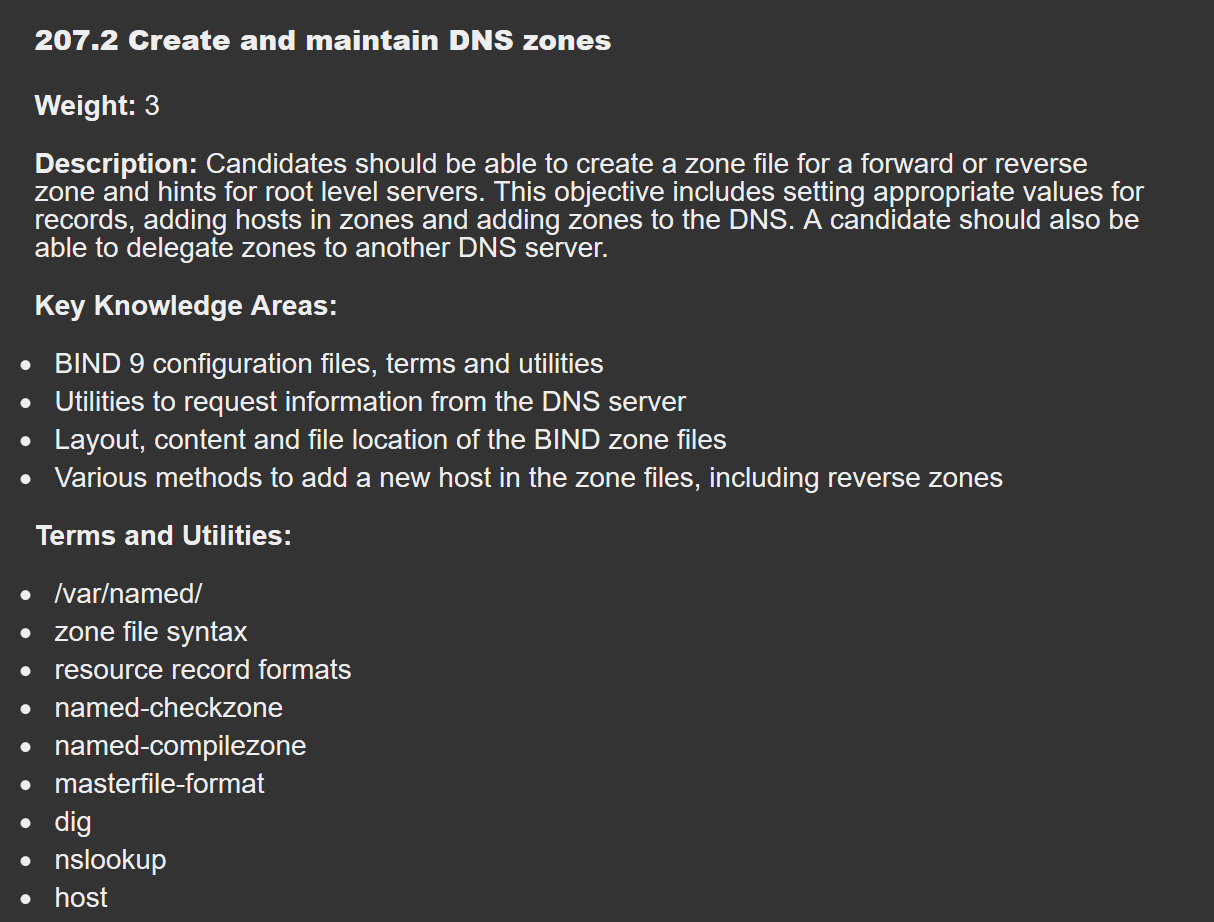 207.2 Create and maintain DNS zones
Weight: 3
Description: Candidates should be able to create a zone file for a forward or reverse
zone and hints for root level servers. This objective includes setting appropriate values for
records, adding hosts in zones and adding zones to the DNS. A candidate should also be
able to delegate zones to another DNS server.
Key Knowledge Areas:
BIND 9 configuration files, terms and utilities
Utilities to request information from the DNS server
Layout, content and file location of the BIND zone files
Various methods to add a new host in the zone files, including reverse zones
Terms and Utilities:
/var/named/
zone file syntax
resource record formats
named-checkzone
named-compilezone
masterfile-format
dig
nslookup
host